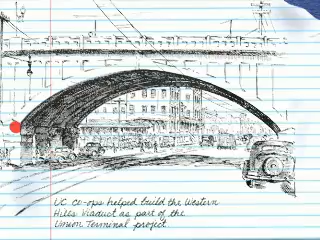 UC co-ops helped build the Western
Hills Viaduct as part of the
Union Terminal project.